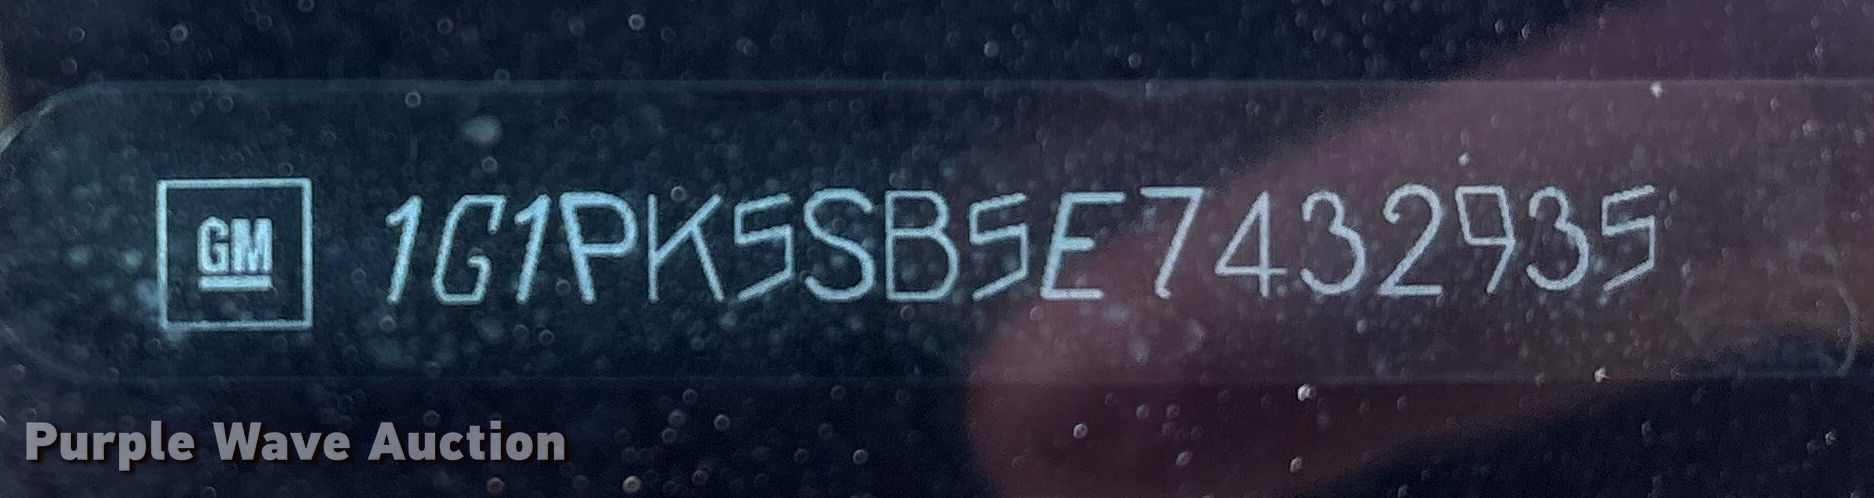 GM 1G1PK5SB5E7432935
Purple Wave Auction